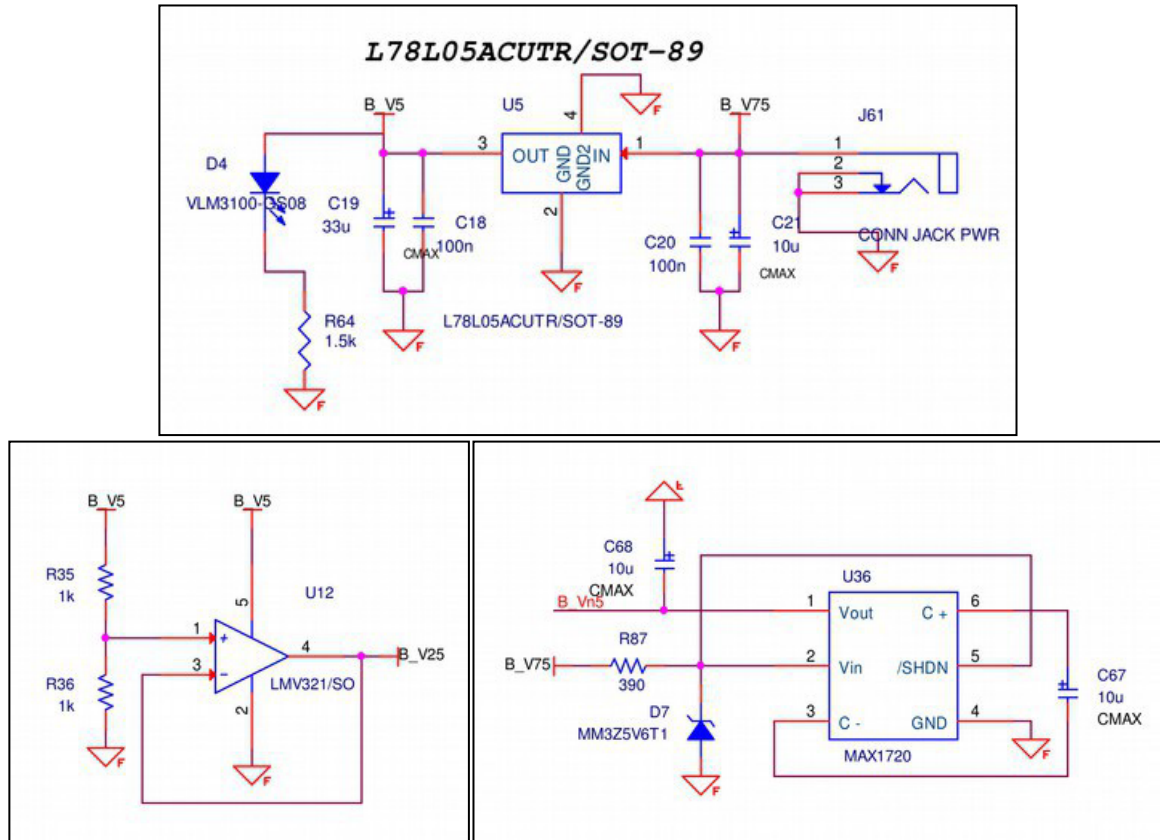 L78L05ACUTR/SOT-89
B_V5
U5
4
B_V75
J61
D4
3
OUT
GND
GND2
IN
1
1
2
3
VLM3100-GS08
C19
33u
C18
100n
CMAX
2
C20
100n
C21
10u
CMAX
CONN JACK PWR
F
F
F
F
F
F
L78L05ACUTR/SOT-89
R64
1.5k
B_V5
B_V5
R35
1k
5
U12
1
+
4
B_V25
3
-
LMV321/SO
R36
1k
2
F
F
F
C68
10u
CMAX
U36
B_Vn5
1
Vout
C +
6
R87
B_V75
390
2
Vin
/SHDN
5
C67
10u
CMAX
D7
MM3Z5V6T1
3
C -
GND
4
F
F
MAX1720